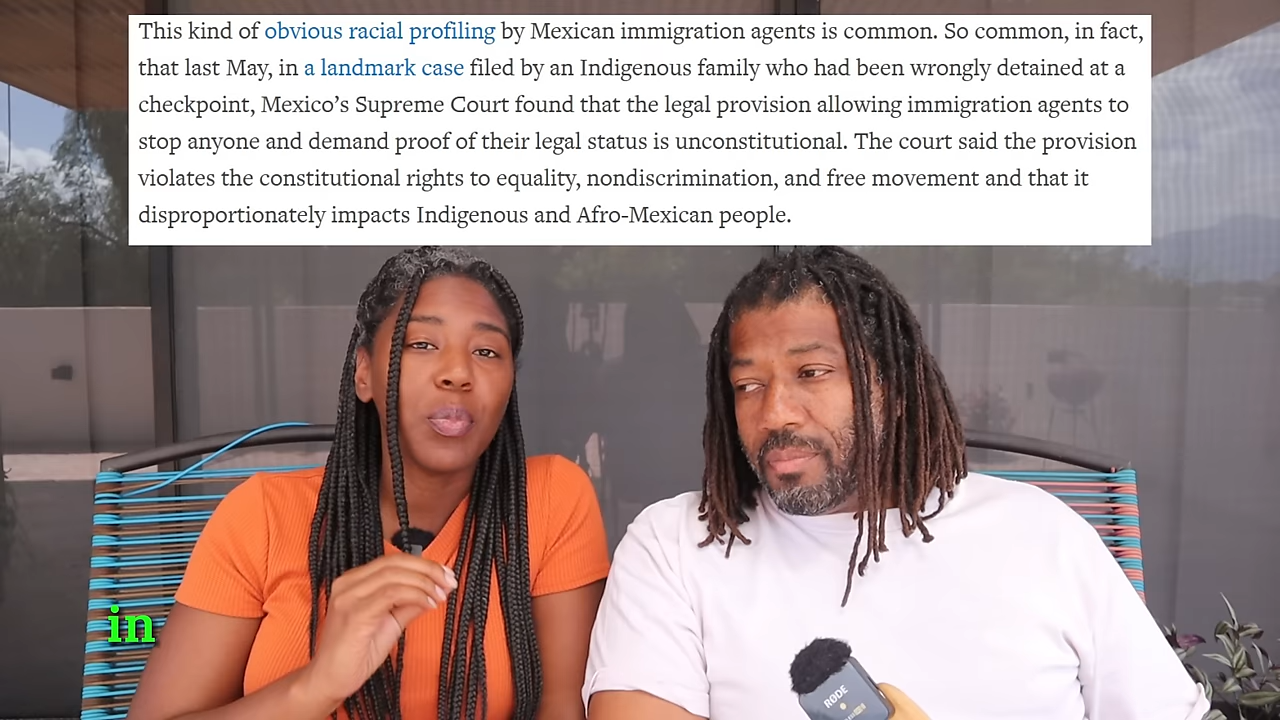 This kind of obvious racial profiling by Mexican immigration agents is common. So common, in fact,
that last May, in a landmark case filed by an Indigenous family who had been wrongly detained at a
checkpoint, Mexico’s Supreme Court found that the legal provision allowing immigration agents to
stop anyone and demand proof of their legal status is unconstitutional. The court said the provision
violates the constitutional rights to equality, nondiscrimination, and free movement and that it
disproportionately impacts Indigenous and Afro-Mexican people.
in
RØDE